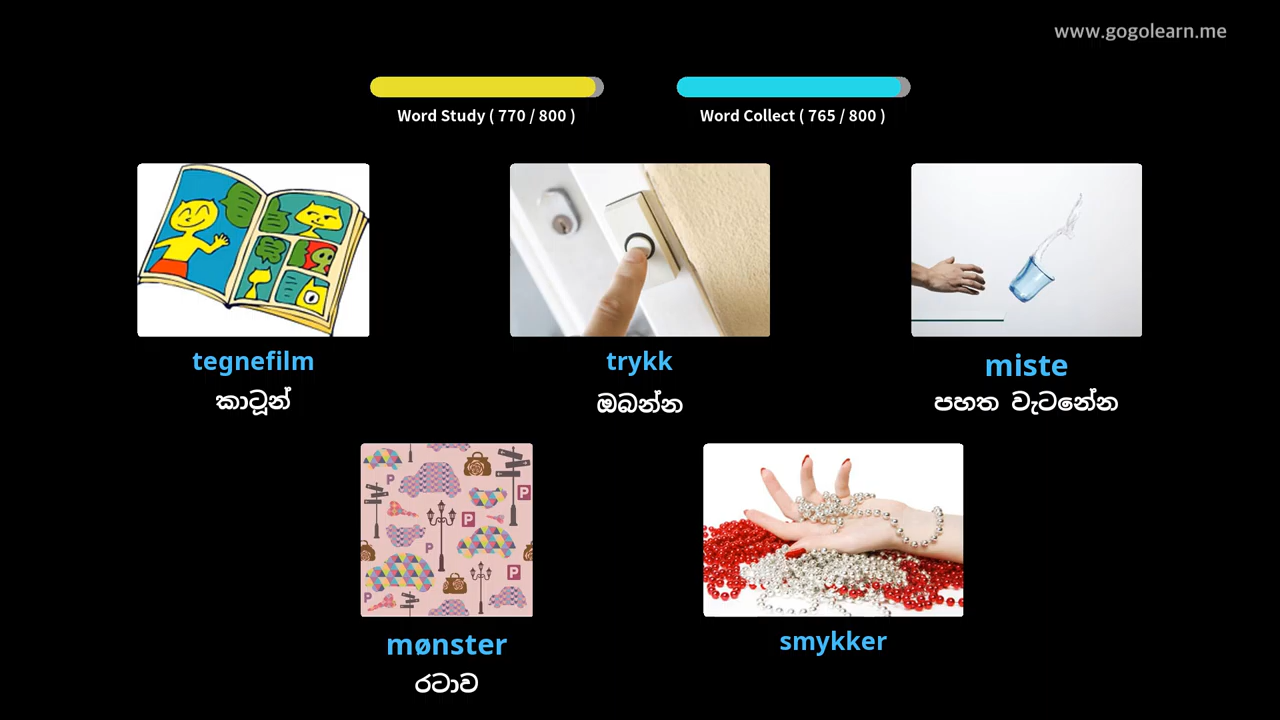 www.gogolearn.me
Word Study ( 770 / 800 )
Word Collect ( 765 / 800 )
tegnefilm
කාටූන්
trykk
ඔබන්න
miste
පහත වැටනේන
mønster
රටාව
smykker